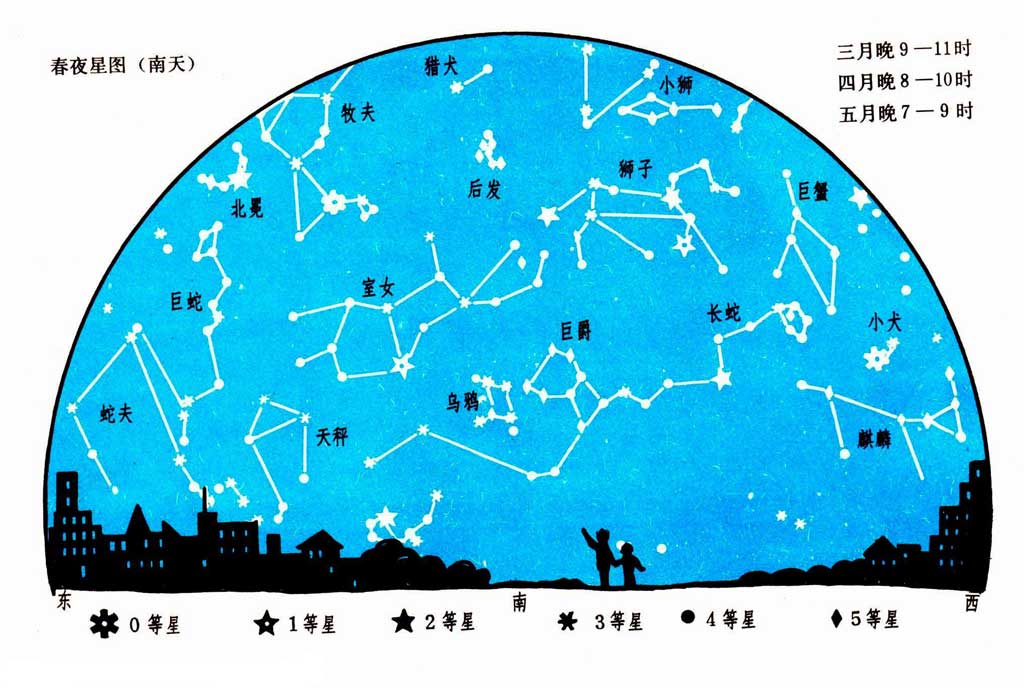 春夜星图（南天）
三月晚9—11时
四月晚8—10时
五月晚7—9时
猎犬
小狮
牧夫
后发
狮子
巨蟹
北冕
室女
巨蛇
长蛇
小犬
巨爵
乌鸦
蛇夫
天秤
麒麟
东
南
西
0等星
1等星
2等星
3等星
4等星
5等星